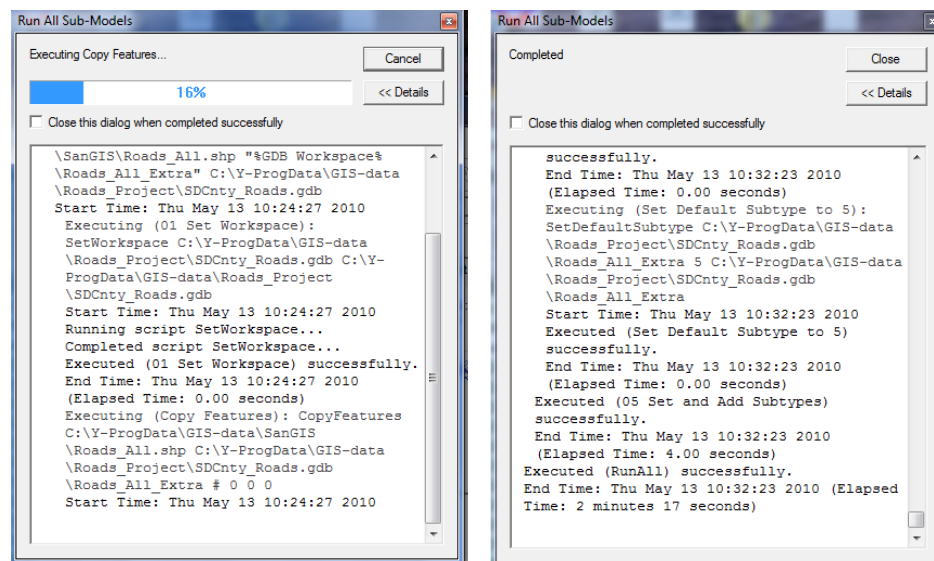 Run All Sub-Models
Executing Copy Features...
Cancel
16%
<< Details
Close this dialog when completed successfully
\SanGIS\Roads_All.shp "%GDB Workspace%
\Roads_All_Extra" C:\Y-ProgData\GIS-data
\Roads_Project\SDCnty_Roads.gdb
Start Time: Thu May 13 10:24:27 2010
Executing (01 Set Workspace):
SetWorkspace C:\Y-ProgData\GIS-data
\Roads_Project\SDCnty_Roads.gdb C:\Y-
ProgData\GIS-data\Roads_Project
\SDCnty_Roads.gdb
Start Time: Thu May 13 10:24:27 2010
Running script SetWorkspace...
Completed script SetWorkspace...
Executed (01 Set Workspace) successfully.
End Time: Thu May 13 10:24:27 2010
(Elapsed Time: 0.00 seconds)
Executing (Copy Features): CopyFeatures
C:\Y-ProgData\GIS-data\SanGIS
\Roads_All.shp C:\Y-ProgData\GIS-data
\Roads_Project\SDCnty_Roads.gdb
\Roads_All_Extra # 0 0 0
Start Time: Thu May 13 10:24:27 2010
Run All Sub-Models
Completed
Close
<< Details
Close this dialog when completed successfully
successfully.
End Time: Thu May 13 10:32:23 2010
(Elapsed Time: 0.00 seconds)
Executing (Set Default Subtype to 5):
SetDefaultSubtype C:\Y-ProgData\GIS-data
\Roads_Project\SDCnty_Roads.gdb
\Roads_All_Extra 5 C:\Y-ProgData\GIS-data
\Roads_Project\SDCnty_Roads.gdb
\Roads_All_Extra
Start Time: Thu May 13 10:32:23 2010
Executed (Set Default Subtype to 5)
successfully.
End Time: Thu May 13 10:32:23 2010
(Elapsed Time: 0.00 seconds)
Executed (05 Set and Add Subtypes)
successfully.
End Time: Thu May 13 10:32:23 2010
(Elapsed Time: 4.00 seconds)
Executed (RunAll) successfully.
End Time: Thu May 13 10:32:23 2010 (Elapsed
Time: 2 minutes 17 seconds)